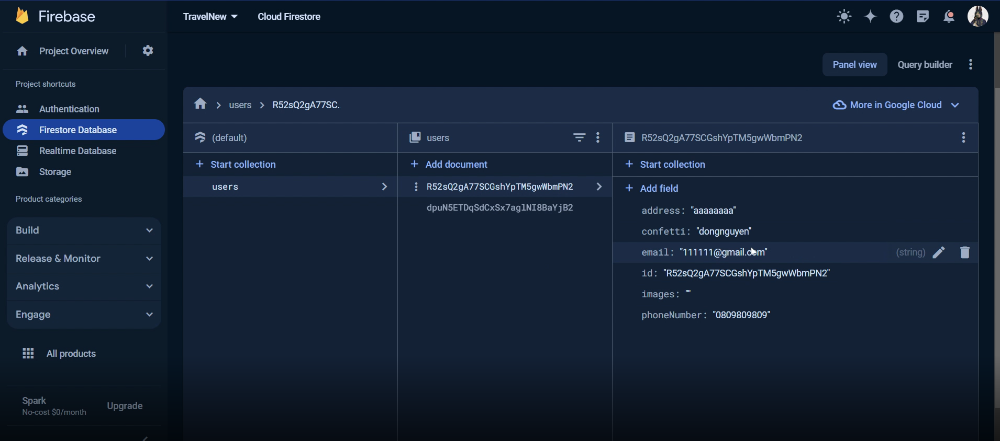 Firebase
TravelNew
Cloud Firestore
Project Overview
Project shortcuts
Authentication
Firestore Database
Realtime Database
Storage
Product categories
Build
Release & Monitor
Analytics
Engage
All products
Spark
No-cost $0/month
Upgrade
Panel view
Query builder
users
R52sQ2gA77SC..
More in Google Cloud
(default)
+ Start collection
users
users
+ Add document
R52sQ2gA77SCGshYpTM5gwWbmPN2
dpuN5ETDqSdCxSx7aglNI8BaYjB2
R52sQ2gA77SCGshYpTM5gwWbmPN2
+ Start collection
+ Add field
address: "aaaaaaaa"
confetti: "dongnguyen"
email: "111111@gmail.com" (string)
id: "R52sQ2gA77SCGshYpTM5gwWbmPN2"
images: ""
phoneNumber: "0809809809"